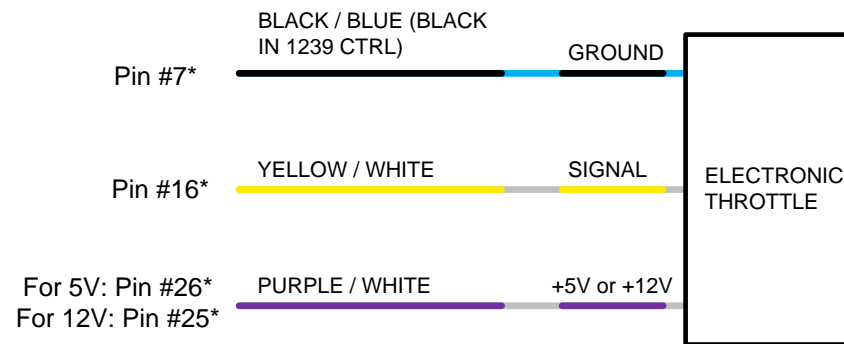 BLACK / BLUE (BLACK
IN 1239 CTRL)
GROUND
Pin #7*
YELLOW / WHITE
SIGNAL
Pin #16*
ELECTRONIC
THROTTLE
For 5V: Pin #26*
PURPLE / WHITE
+5V or +12V
For 12V: Pin #25*